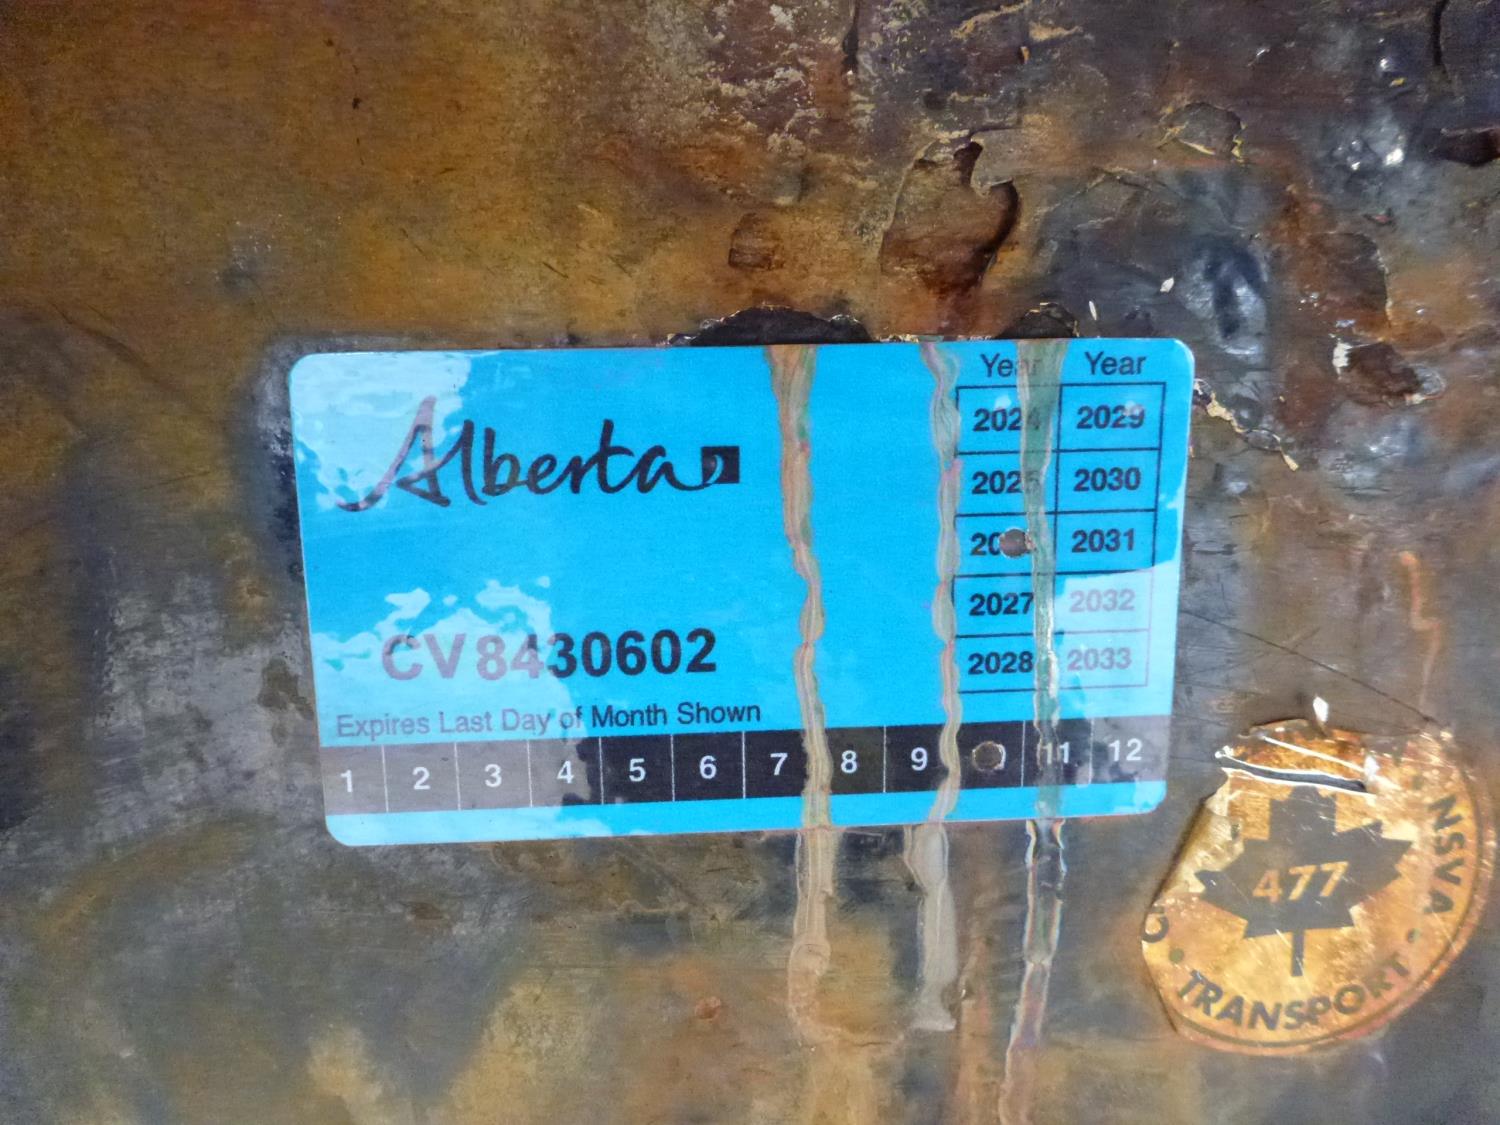 Alberta
CV8430602
Expires Last Day of Month Shown
Year Year
2024 2029
2025 2030
2031
2027 2032
2028 2033
1 2 3 4 5 6 7 8 9 11 12
477
TRANSPORT